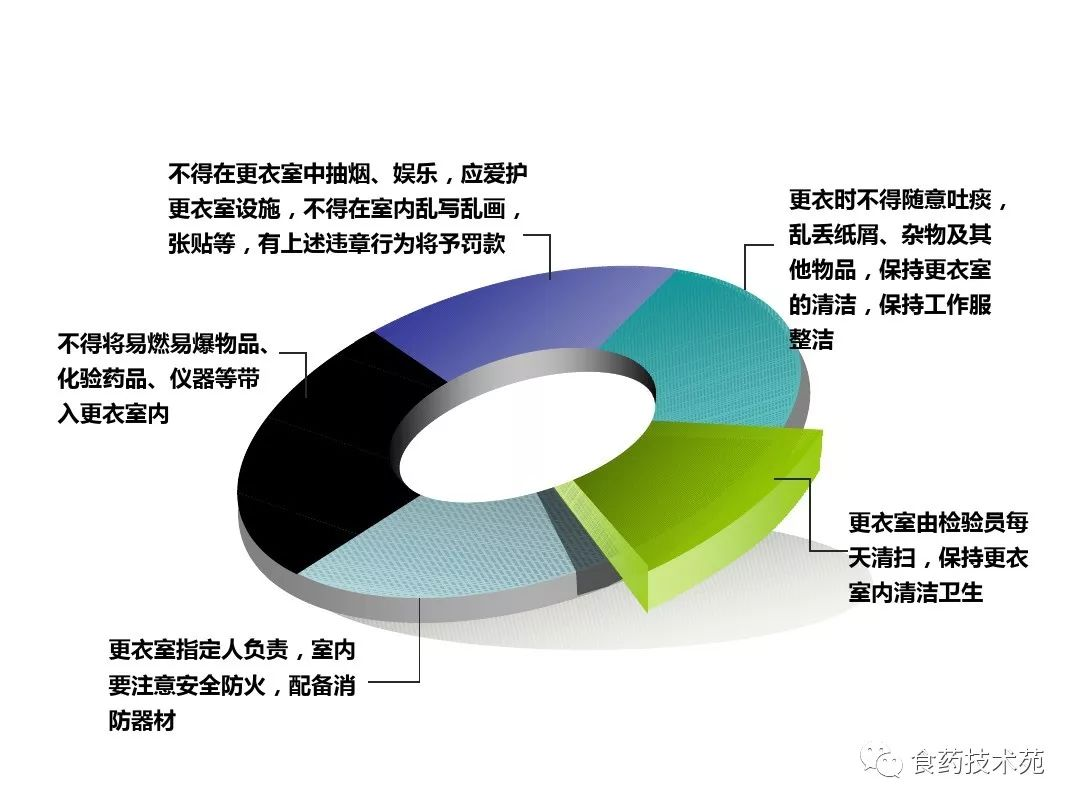 不得在更衣室中抽烟、娱乐，应爱护
更衣室设施，不得在室内乱写乱画，
张贴等，有上述违章行为将予罚款
更衣时不得随意吐痰，
乱丢纸屑、杂物及其
他物品，保持更衣室
的清洁，保持工作服
整洁
不得将易燃易爆物品、
化验药品、仪器等带
入更衣室内
更衣室由检验员每
天清扫，保持更衣
室内清洁卫生
更衣室指定人负责，室内
要注意安全防火，配备消
防器材
食药技术苑